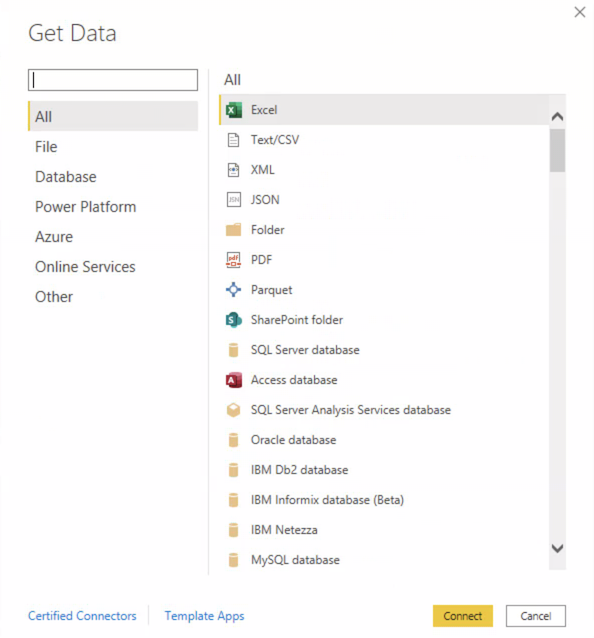 Get Data
All
File
Database
Power Platform
Azure
Online Services
Other
All
Excel
Text/CSV
XML
JSON
Folder
PDF
Parquet
SharePoint folder
SQL Server database
Access database
SQL Server Analysis Services database
Oracle database
IBM Db2 database
IBM Informix database (Beta)
IBM Netezza
MySQL database
Certified Connectors
Template Apps
Connect
Cancel